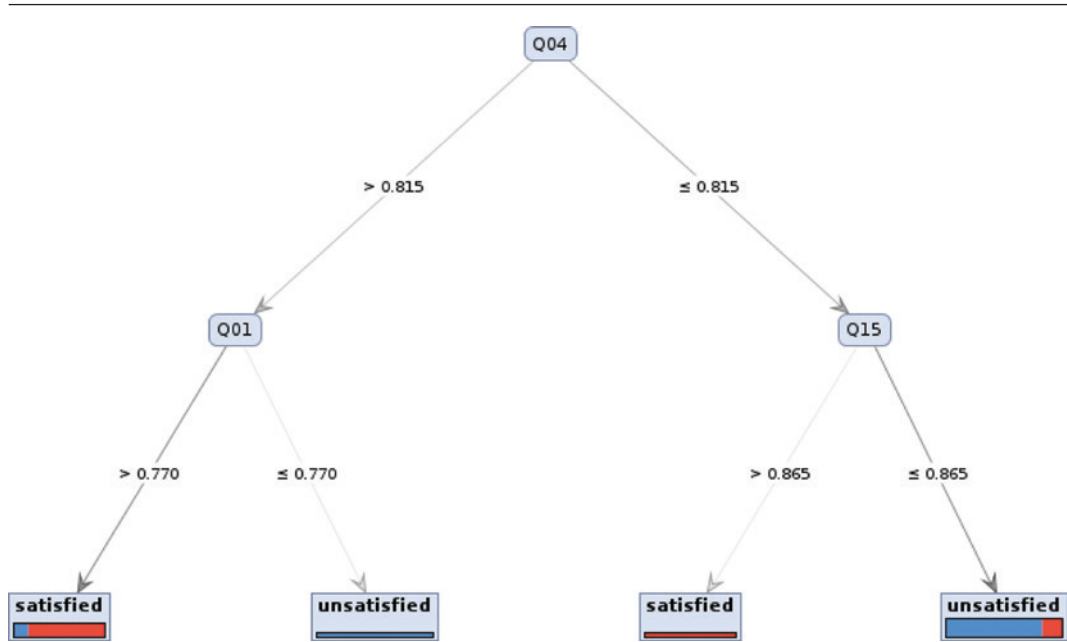 Q04
> 0.815
≤ 0.815
Q01
Q15
> 0.770
≤ 0.770
> 0.865
≤ 0.865
satisfied
unsatisfied
satisfied
unsatisfied